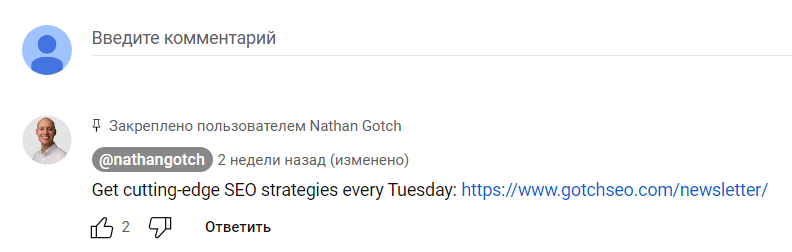 Введите комментарий
Закреплено пользователем Nathan Gotch
@nathangotch 2 недели назад (изменено)
Get cutting-edge SEO strategies every Tuesday: https://www.gotchseo.com/newsletter/
2 Ответить